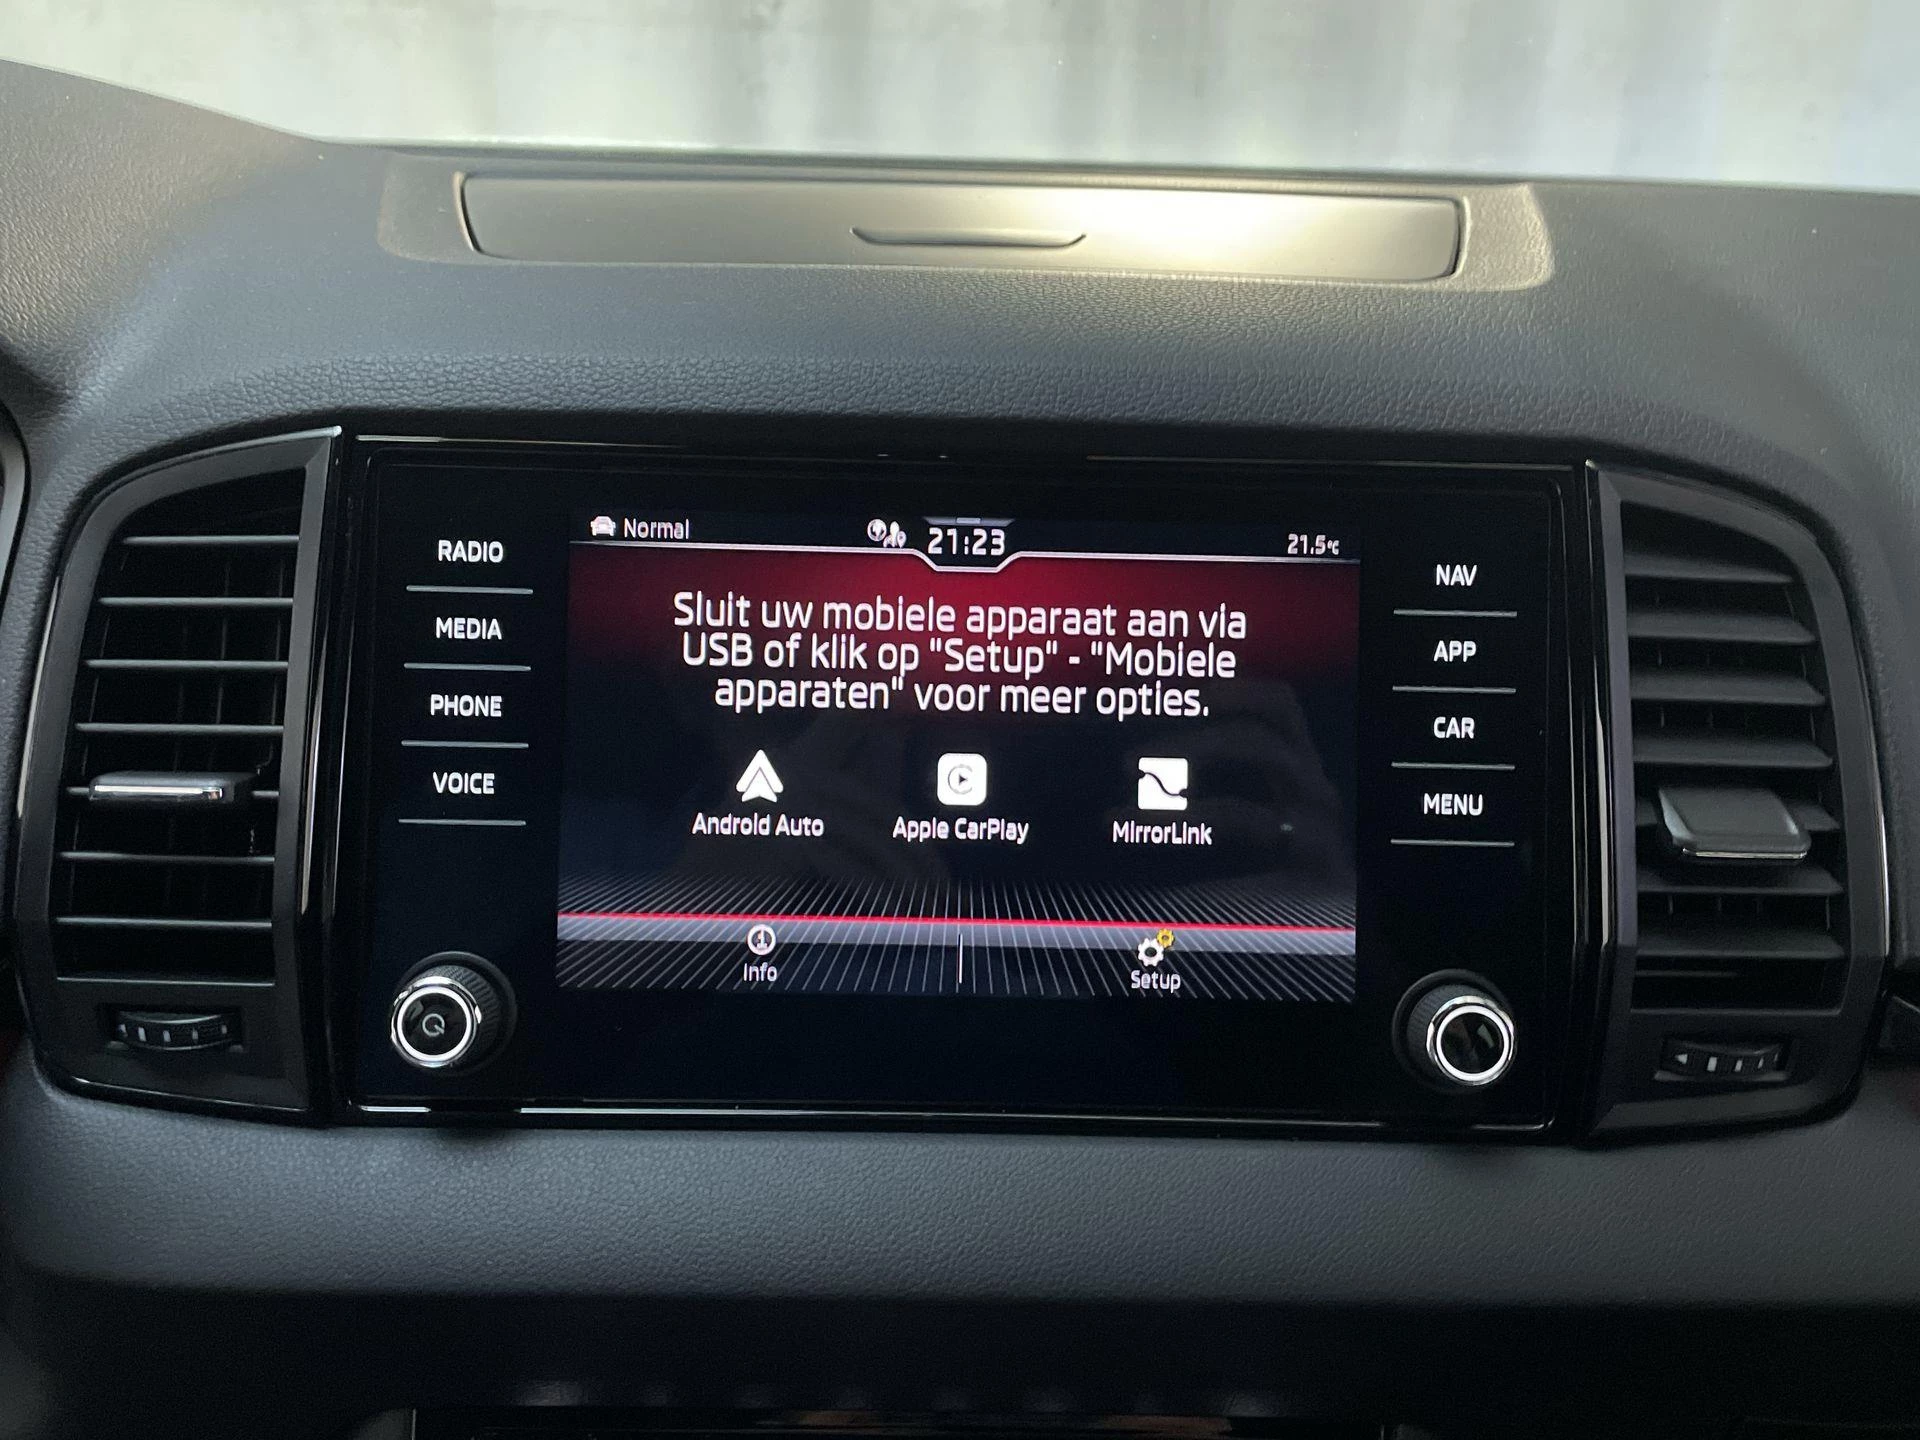 Normal
21:23
21.5°C
RADIO
MEDIA
PHONE
VOICE
Sluit uw mobiele apparaat aan via
USB of klik op "Setup" - "Mobiele
apparaten" voor meer opties.
Android Auto
Apple CarPlay
MirrorLink
Info
Setup
NAV
APP
CAR
MENU